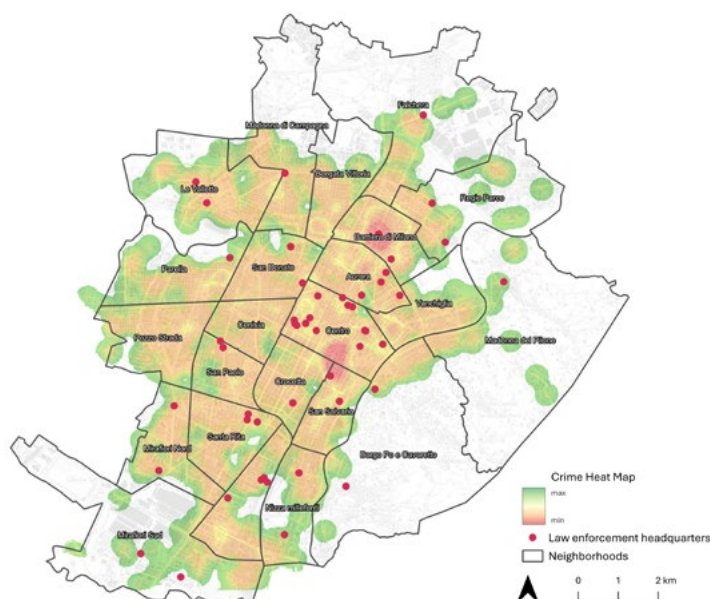 Falchera
Madonna di Campagna
Borgata Vittoria
Le Vallette
Regio Parco
Barriera di Milano
Parella
San Donato
Aurora
Vanchiglia
Pozzo Strada
Cenisia
Centro
Madonna del Pilone
San Paolo
Crocetta
San Salvario
Santa Rita
Mirafiori Nord
Borgo Po e Cavoretto
Nizza millefonti
Mirafiori Sud
Crime Heat Map
max
min
Law enforcement headquarters
Neighborhoods
0 1 2 km